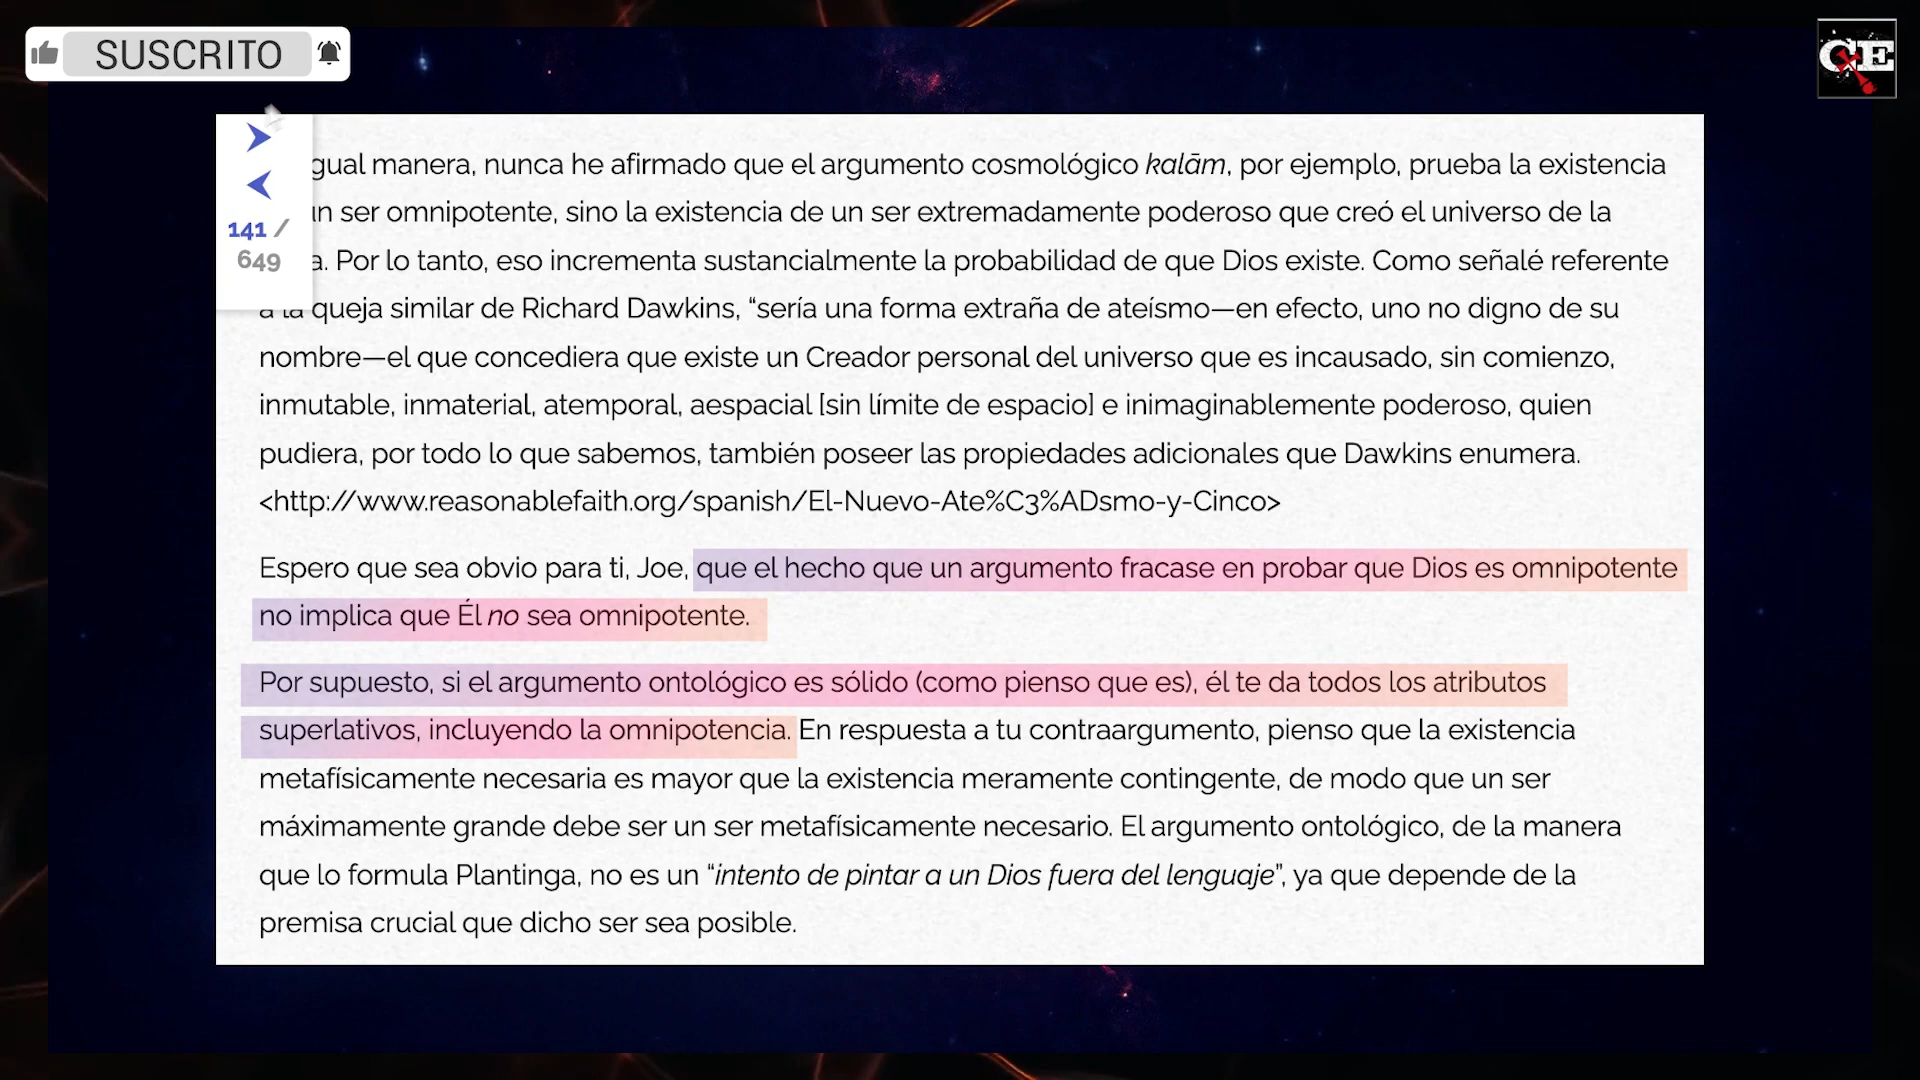 SUSCRITO
CE
141 /
649
gual manera, nunca he afirmado que el argumento cosmológico kalām, por ejemplo, prueba la existencia
un ser omnipotente, sino la existencia de un ser extremadamente poderoso que creó el universo de la
a. Por lo tanto, eso incrementa sustancialmente la probabilidad de que Dios existe. Como señalé referente
a la queja similar de Richard Dawkins, “sería una forma extraña de ateísmo—en efecto, uno no digno de su
nombre—el que concediera que existe un Creador personal del universo que es incausado, sin comienzo,
inmutable, inmaterial, atemporal, aespacial [sin límite de espacio] e inimaginablemente poderoso, quien
pudiera, por todo lo que sabemos, también poseer las propiedades adicionales que Dawkins enumera.
<http://www.reasonablefaith.org/spanish/El-Nuevo-Ate%C3%ADsmo-y-Cinco>
Espero que sea obvio para ti, Joe, que el hecho que un argumento fracase en probar que Dios es omnipotente
no implica que Él no sea omnipotente.
Por supuesto, si el argumento ontológico es sólido (como pienso que es), él te da todos los atributos
superlativos, incluyendo la omnipotencia. En respuesta a tu contraargumento, pienso que la existencia
metafísicamente necesaria es mayor que la existencia meramente contingente, de modo que un ser
máximamente grande debe ser un ser metafísicamente necesario. El argumento ontológico, de la manera
que lo formula Plantinga, no es un “intento de pintar a un Dios fuera del lenguaje”, ya que depende de la
premisa crucial que dicho ser sea posible.